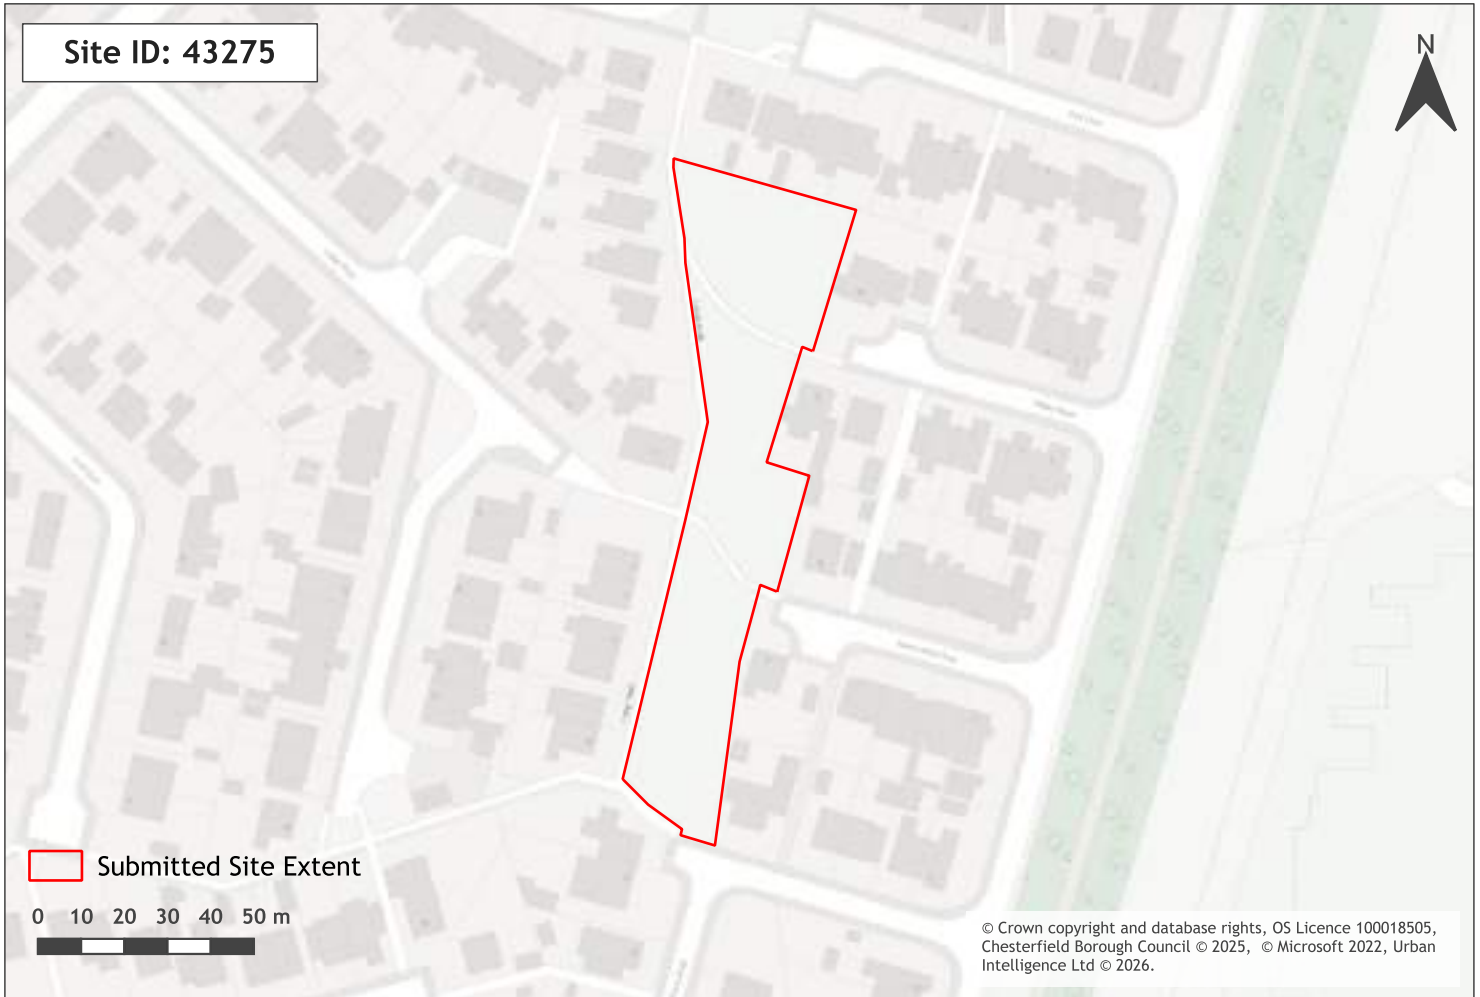 Site ID: 43275
N
Submitted Site Extent
0 10 20 30 40 50 m
© Crown copyright and database rights, OS Licence 100018505,
Chesterfield Borough Council © 2025, © Microsoft 2022, Urban
Intelligence Ltd © 2026.